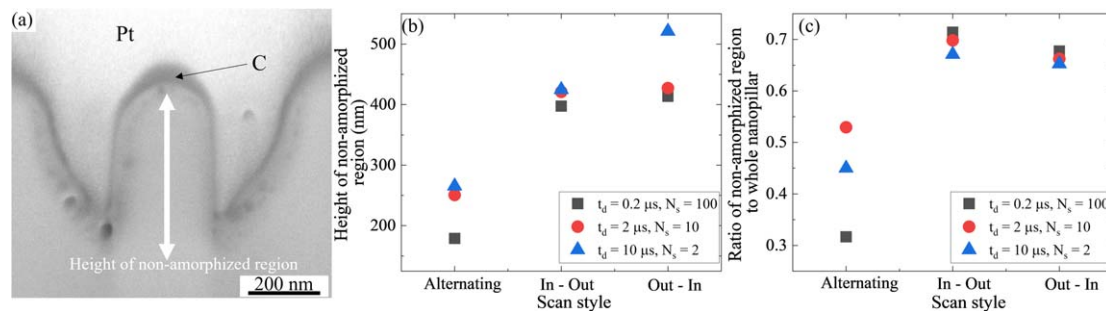 (a)
Pt
C
Height of non-amorphized region
200 nm
(b)
Height of non-amorphized
region (nm)
500
400
300
200
Alternating
In - Out
Out - In
Scan style
t_d = 0.2 μs, N_s = 100
t_d = 2 μs, N_s = 10
t_d = 10 μs, N_s = 2
(c)
Ratio of non-amorphized region
to whole nanopillar
0.7
0.6
0.5
0.4
0.3
Alternating
In - Out
Out - In
Scan style
t_d = 0.2 μs, N_s = 100
t_d = 2 μs, N_s = 10
t_d = 10 μs, N_s = 2